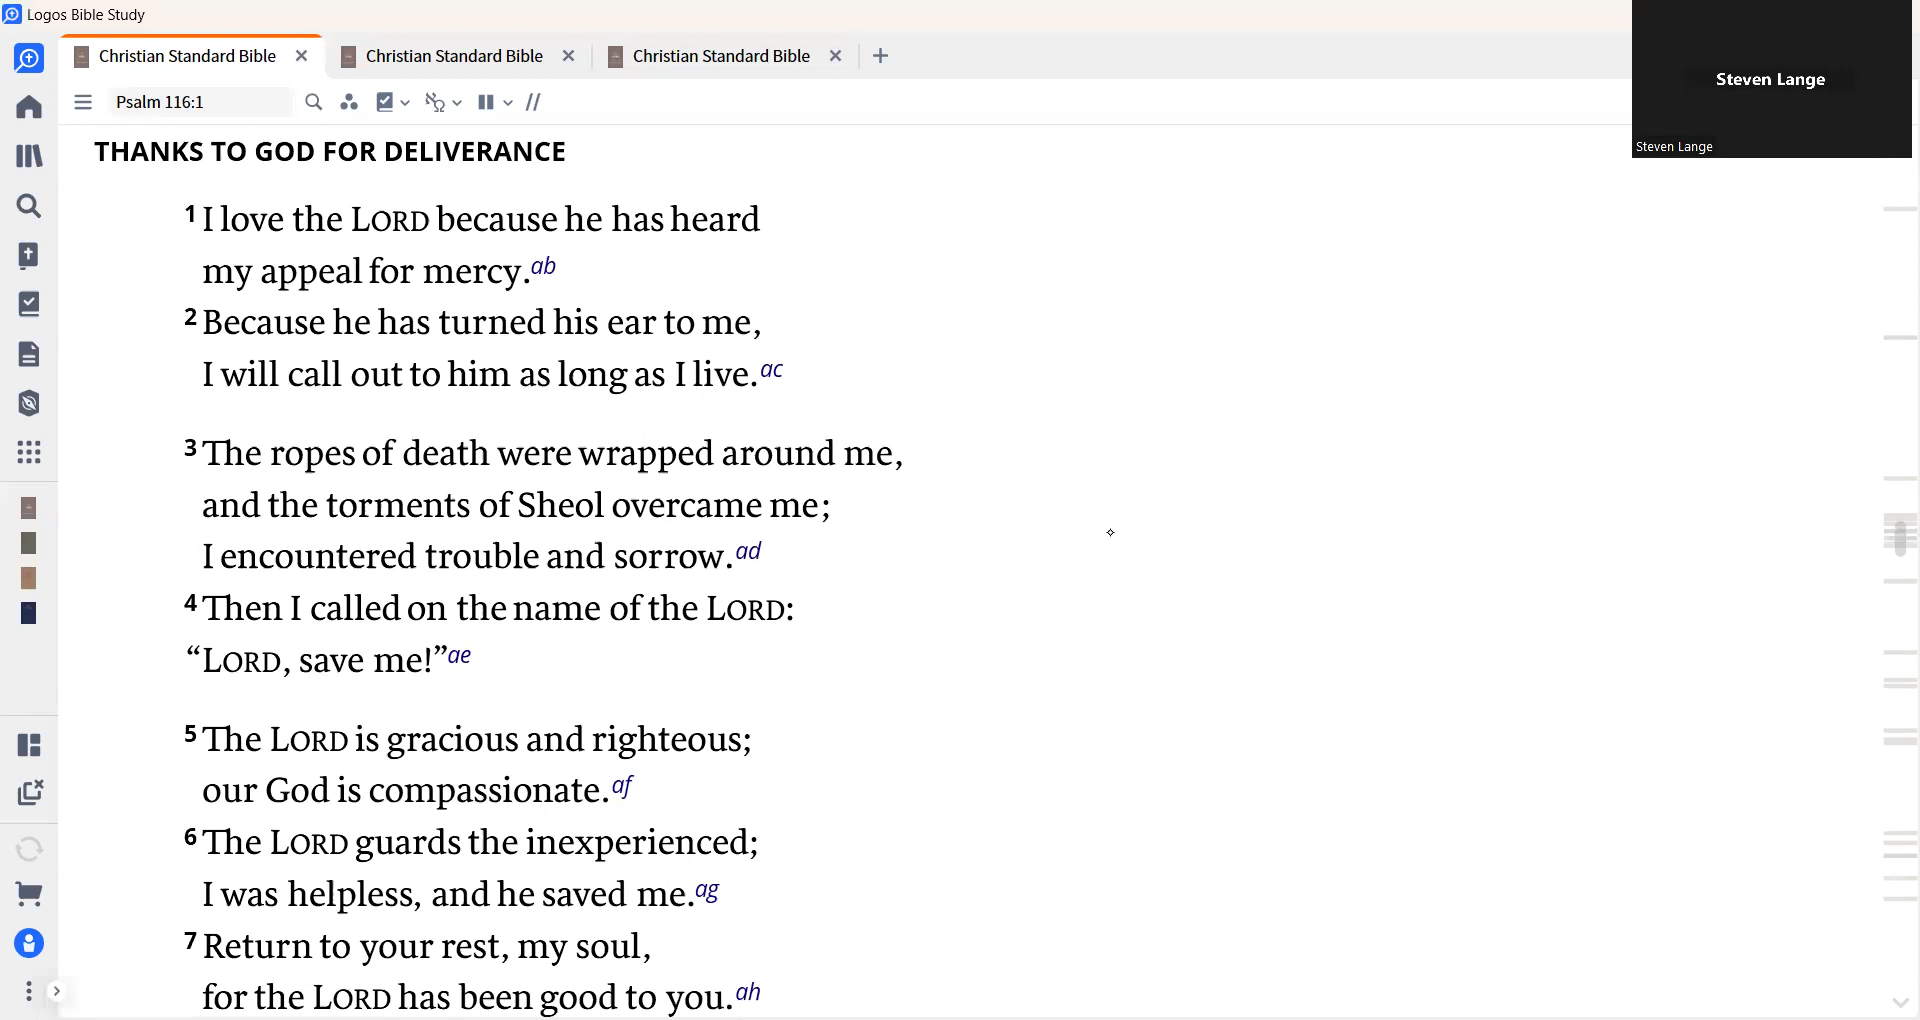 Logos Bible Study
Christian Standard Bible
Christian Standard Bible
Christian Standard Bible
Steven Lange
Steven Lange
Psalm 116:1
THANKS TO GOD FOR DELIVERANCE
1 I love the LORD because he has heard
my appeal for mercy.ab
2 Because he has turned his ear to me,
I will call out to him as long as I live.ac
3 The ropes of death were wrapped around me,
and the torments of Sheol overcame me;
I encountered trouble and sorrow.ad
4 Then I called on the name of the LORD:
“LORD, save me!”ae
5 The LORD is gracious and righteous;
our God is compassionate.af
6 The LORD guards the inexperienced;
I was helpless, and he saved me.ag
7 Return to your rest, my soul,
for the LORD has been good to you.ah